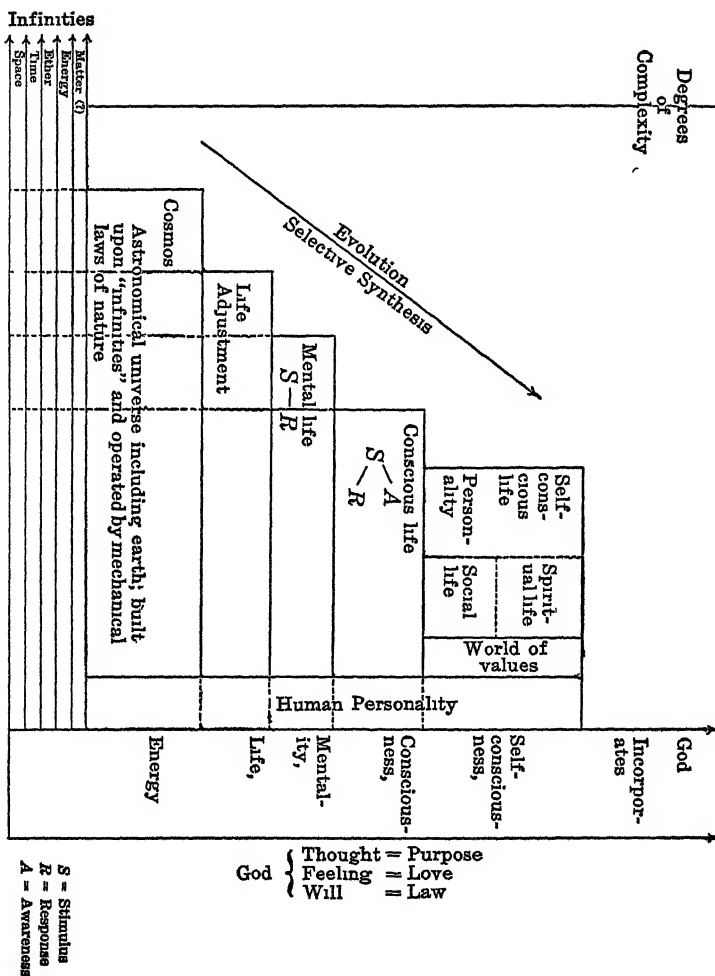 Infinities
Matter (?)
Energy
Ether
Time
Space
Degrees
of
Complexity
Evolution
Selective Synthesis
Cosmos
Astronomical universe including earth; built
upon "infinities" and operated by mechanical
laws of nature
Life
Adjustment
Mental life
S—R
Conscious life
S—A
R
Self-
cons-
cious
life
Person-
ality
Spirit-
ual life
Social
life
World of
values
Human Personality
Energy
Life,
Mental-
ity,
Conscious-
ness,
Self-
conscious-
ness,
God
Incorpor-
ates
God { Thought = Purpose
Feeling = Love
Will = Law
S = Stimulus
R = Response
A = Awareness